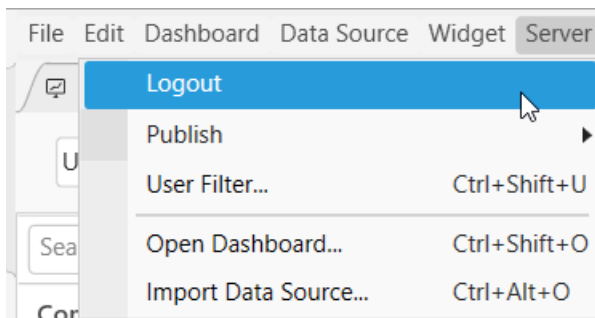 File Edit Dashboard Data Source Widget Server
Logout
Publish
U
User Filter... Ctrl+Shift+U
Sea
Open Dashboard... Ctrl+Shift+O
Import Data Source... Ctrl+Alt+O